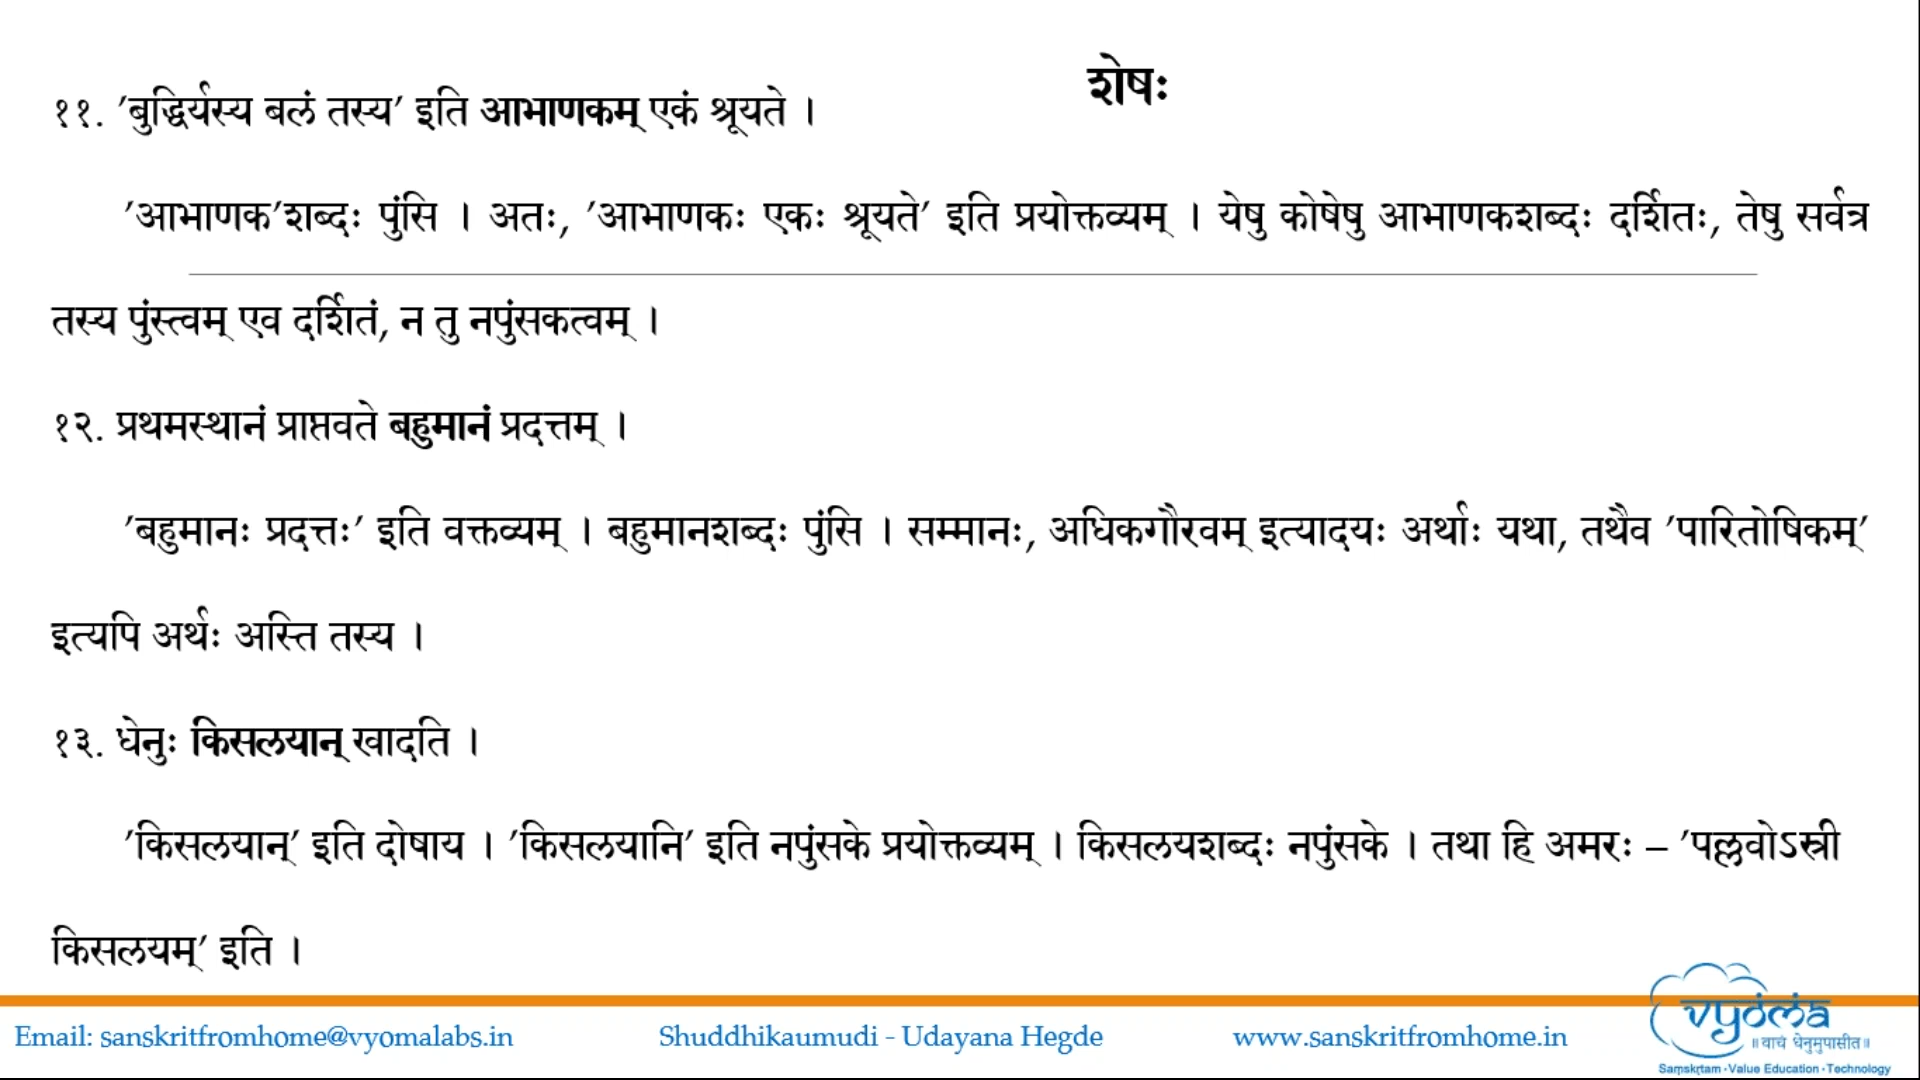 शेषः
११. ’बुद्धिर्यस्य बलं तस्य’ इति आभाणकम् एकं श्रूयते ।
’आभाणक’शब्दः पुंसि । अतः, ’आभाणकः एकः श्रूयते’ इति प्रयोक्तव्यम् । येषु कोषेषु आभाणकशब्दः दर्शितः, तेषु सर्वत्र
तस्य पुंस्त्वम् एव दर्शितं, न तु नपुंसकत्वम् ।
१२. प्रथमस्थानं प्राप्तवते बहुमानं प्रदत्तम् ।
’बहुमानः प्रदत्तः’ इति वक्तव्यम् । बहुमानशब्दः पुंसि । सम्मानः, अधिकगौरवम् इत्यादयः अर्थाः यथा, तथैव ’पारितोषिकम्’
इत्यपि अर्थः अस्ति तस्य ।
१३. धेनुः किसलयान् खादति ।
’किसलयान्’ इति दोषाय । ’किसलयानि’ इति नपुंसके प्रयोक्तव्यम् । किसलयशब्दः नपुंसके । तथा हि अमरः – ’पल्लवोऽस्त्री
किसलयम्’ इति ।
Email: sanskritfromhome@vyomalabs.in Shuddhikaumudi - Udayana Hegde www.sanskritfromhome.in
vyoma
॥वाचं धेनुमुपासीत॥
Saṃskṛtam · Value Education · Technology